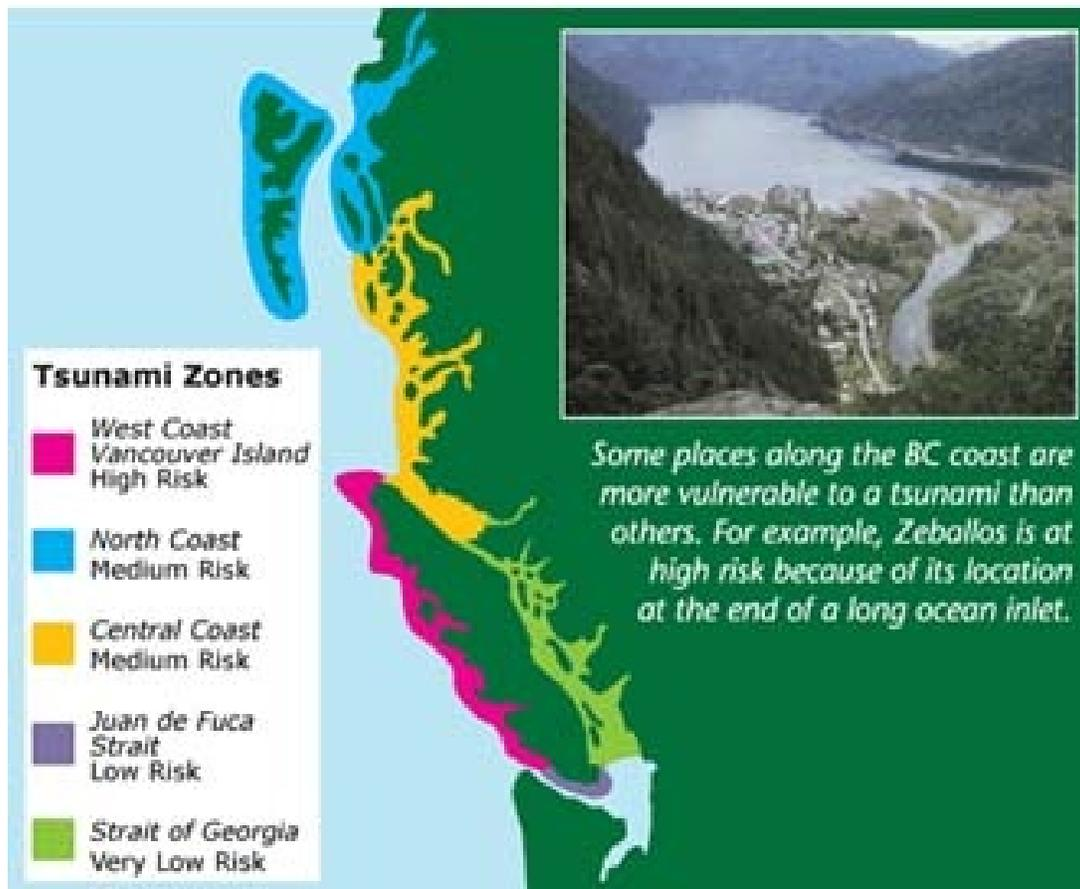 Tsunami Zones
West Coast
Vancouver Island
High Risk
North Coast
Medium Risk
Central Coast
Medium Risk
Juan de Fuca
Strait
Low Risk
Strait of Georgia
Very Low Risk
Some places along the BC coast are
more vulnerable to a tsunami than
others. For example, Zeballos is at
high risk because of its location
at the end of a long ocean inlet.